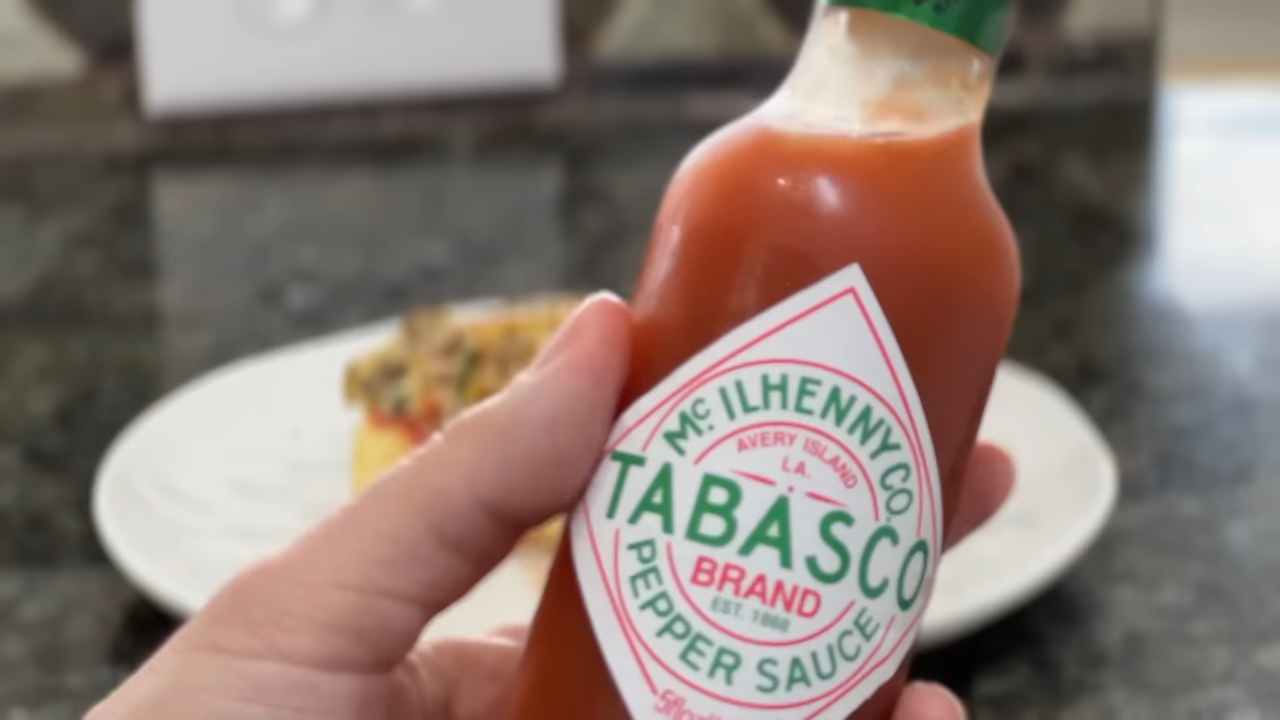 McILHENNY CO.
AVERY ISLAND
LA.
TABASCO
BRAND
EST. 1868
PEPPER SAUCE